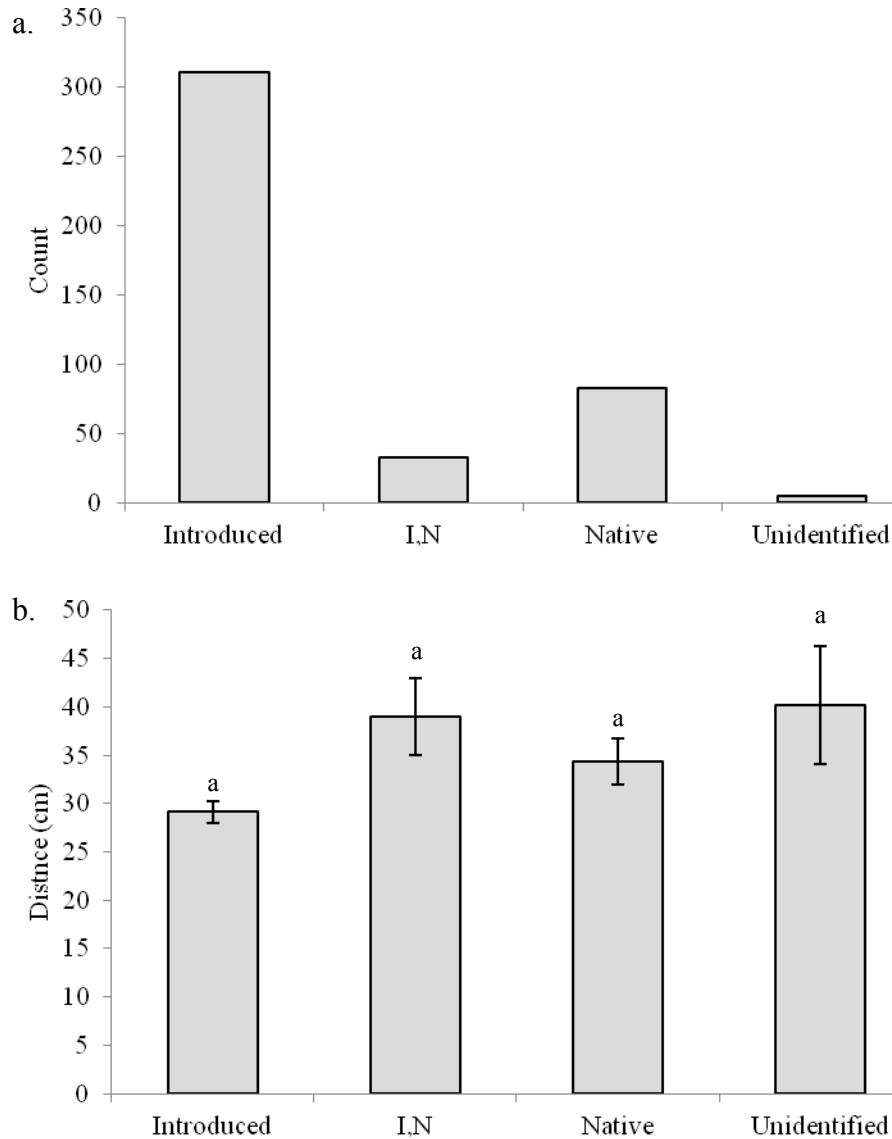 a.
350
300
250
200
150
100
50
0
Count
Introduced I,N Native Unidentified
b.
50
45
40
35
30
25
20
15
10
5
0
Distnce (cm)
a a a a
Introduced I,N Native Unidentified